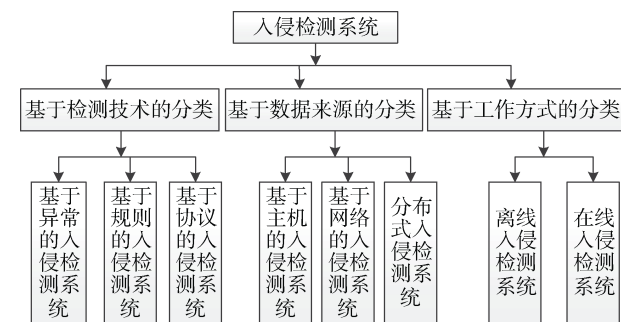 入侵检测系统
基于检测技术的分类
基于数据来源的分类
基于工作方式的分类
基于
异常
的入
侵检
测系
统
基于
规则
的入
侵检
测系
统
基于
协议
的入
侵检
测系
统
基于
主机
的入
侵检
测系
统
基于
网络
的入
侵检
测系
统
分布
式入
侵检
测系
统
离线
入侵
检测
系统
在线
入侵
检测
系统